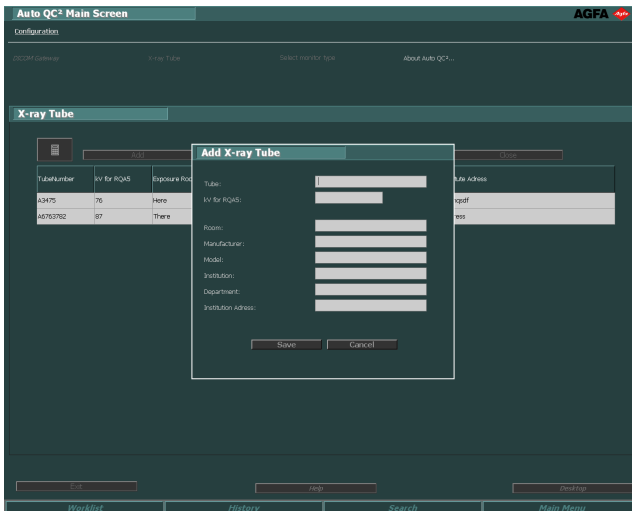 Auto QC² Main Screen
AGFA Agfa
Configuration
DICOM Gateway X-ray Tube Select monitor type About Auto QC²...
X-ray Tube
Add Close
TubeNumber kV for RQA5 Exposure Roo tute Adress
A3475 76 Here nqsdf
A6763782 87 There ress
Add X-ray Tube
Tube:
kV for RQA5:
Room:
Manufacturer:
Model:
Institution:
Department:
Institution Adress:
Save Cancel
Exit Help Desktop
Worklist History Search Main Menu